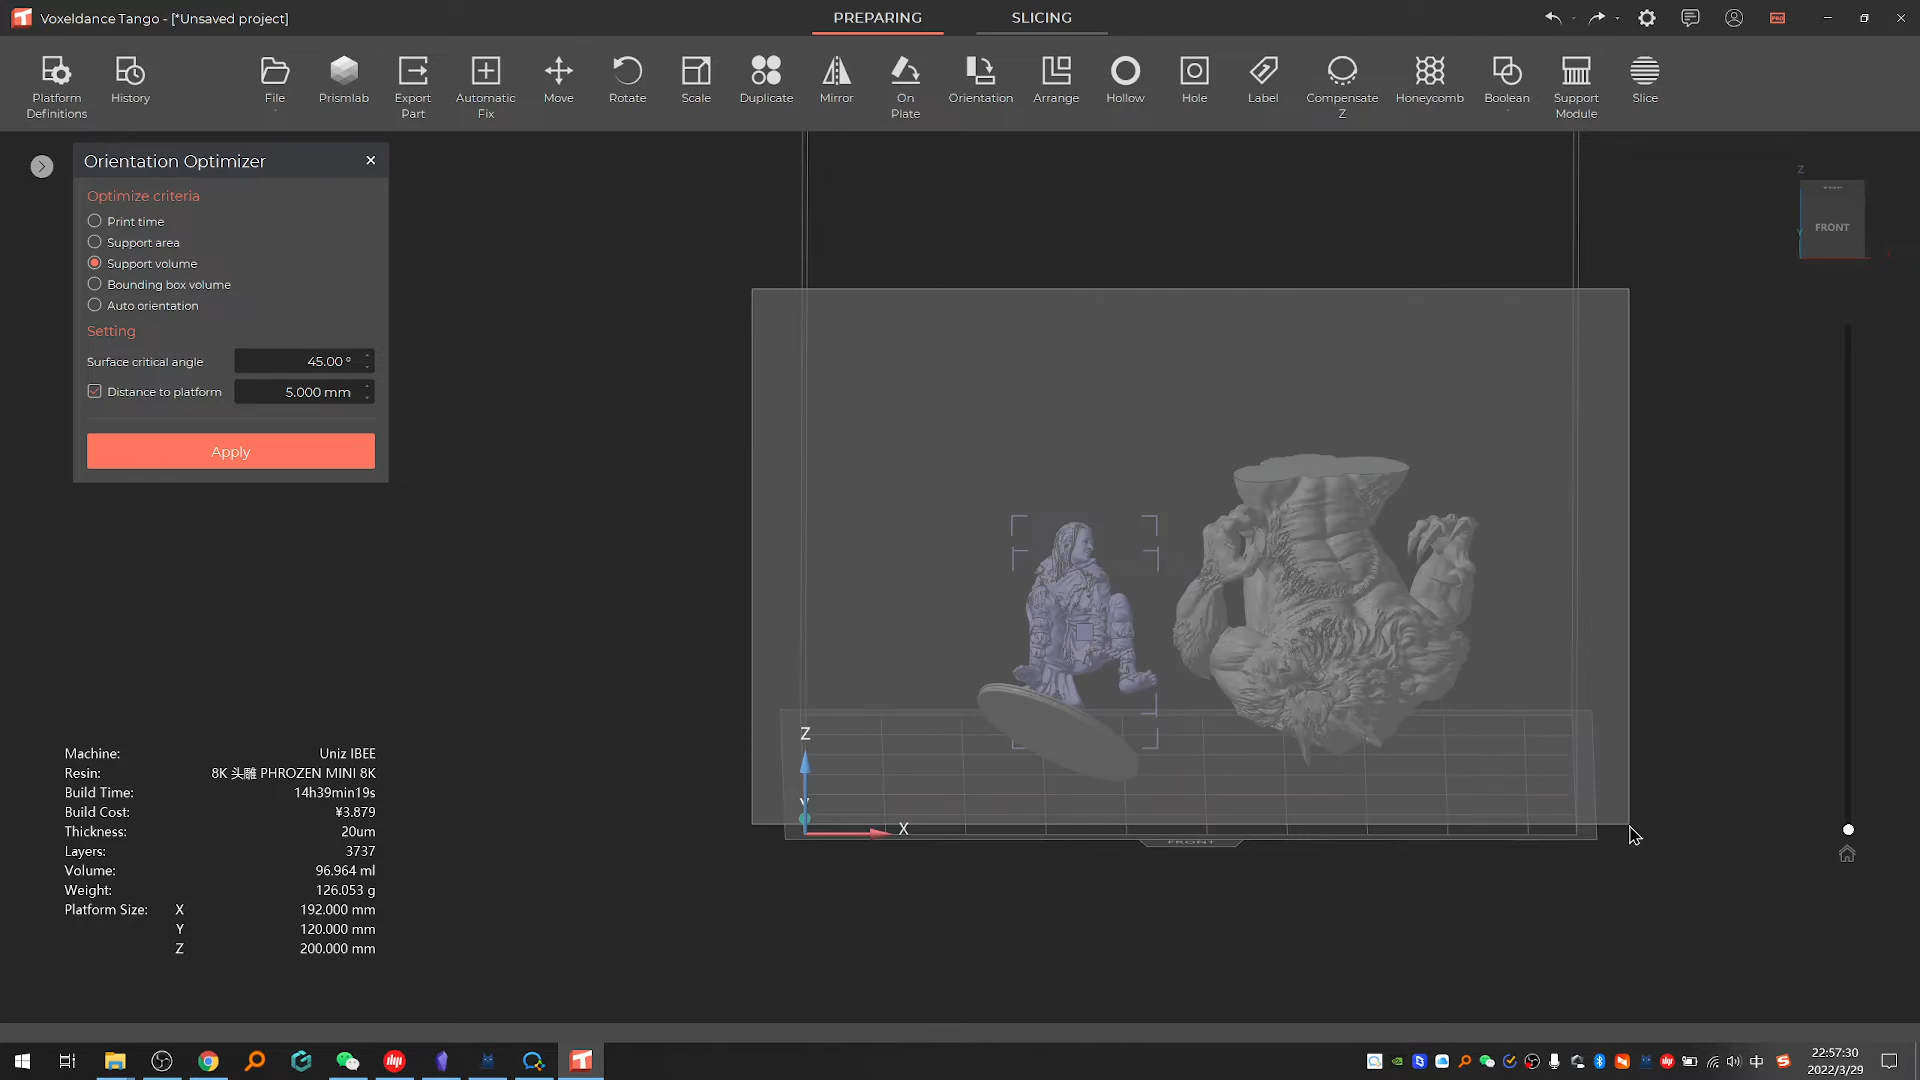 Voxeldance Tango - [*Unsaved project]
PREPARING
SLICING
PRO
Platform Definitions
History
File
Prismlab
Export Part
Automatic Fix
Move
Rotate
Scale
Duplicate
Mirror
On Plate
Orientation
Arrange
Hollow
Hole
Label
Compensate Z
Honeycomb
Boolean
Support Module
Slice
Orientation Optimizer
Optimize criteria
Print time
Support area
Support volume
Bounding box volume
Auto orientation
Setting
Surface critical angle 45.00 °
Distance to platform 5.000 mm
Apply
Z
FRONT
Y
Z
X
FRONT
Machine: Uniz IBEE
Resin: 8K 头雕 PHROZEN MINI 8K
Build Time: 14h39min19s
Build Cost: ¥3.879
Thickness: 20um
Layers: 3737
Volume: 96.964 ml
Weight: 126.053 g
Platform Size: X 192.000 mm
Y 120.000 mm
Z 200.000 mm
中
22:57:30
2022/3/29